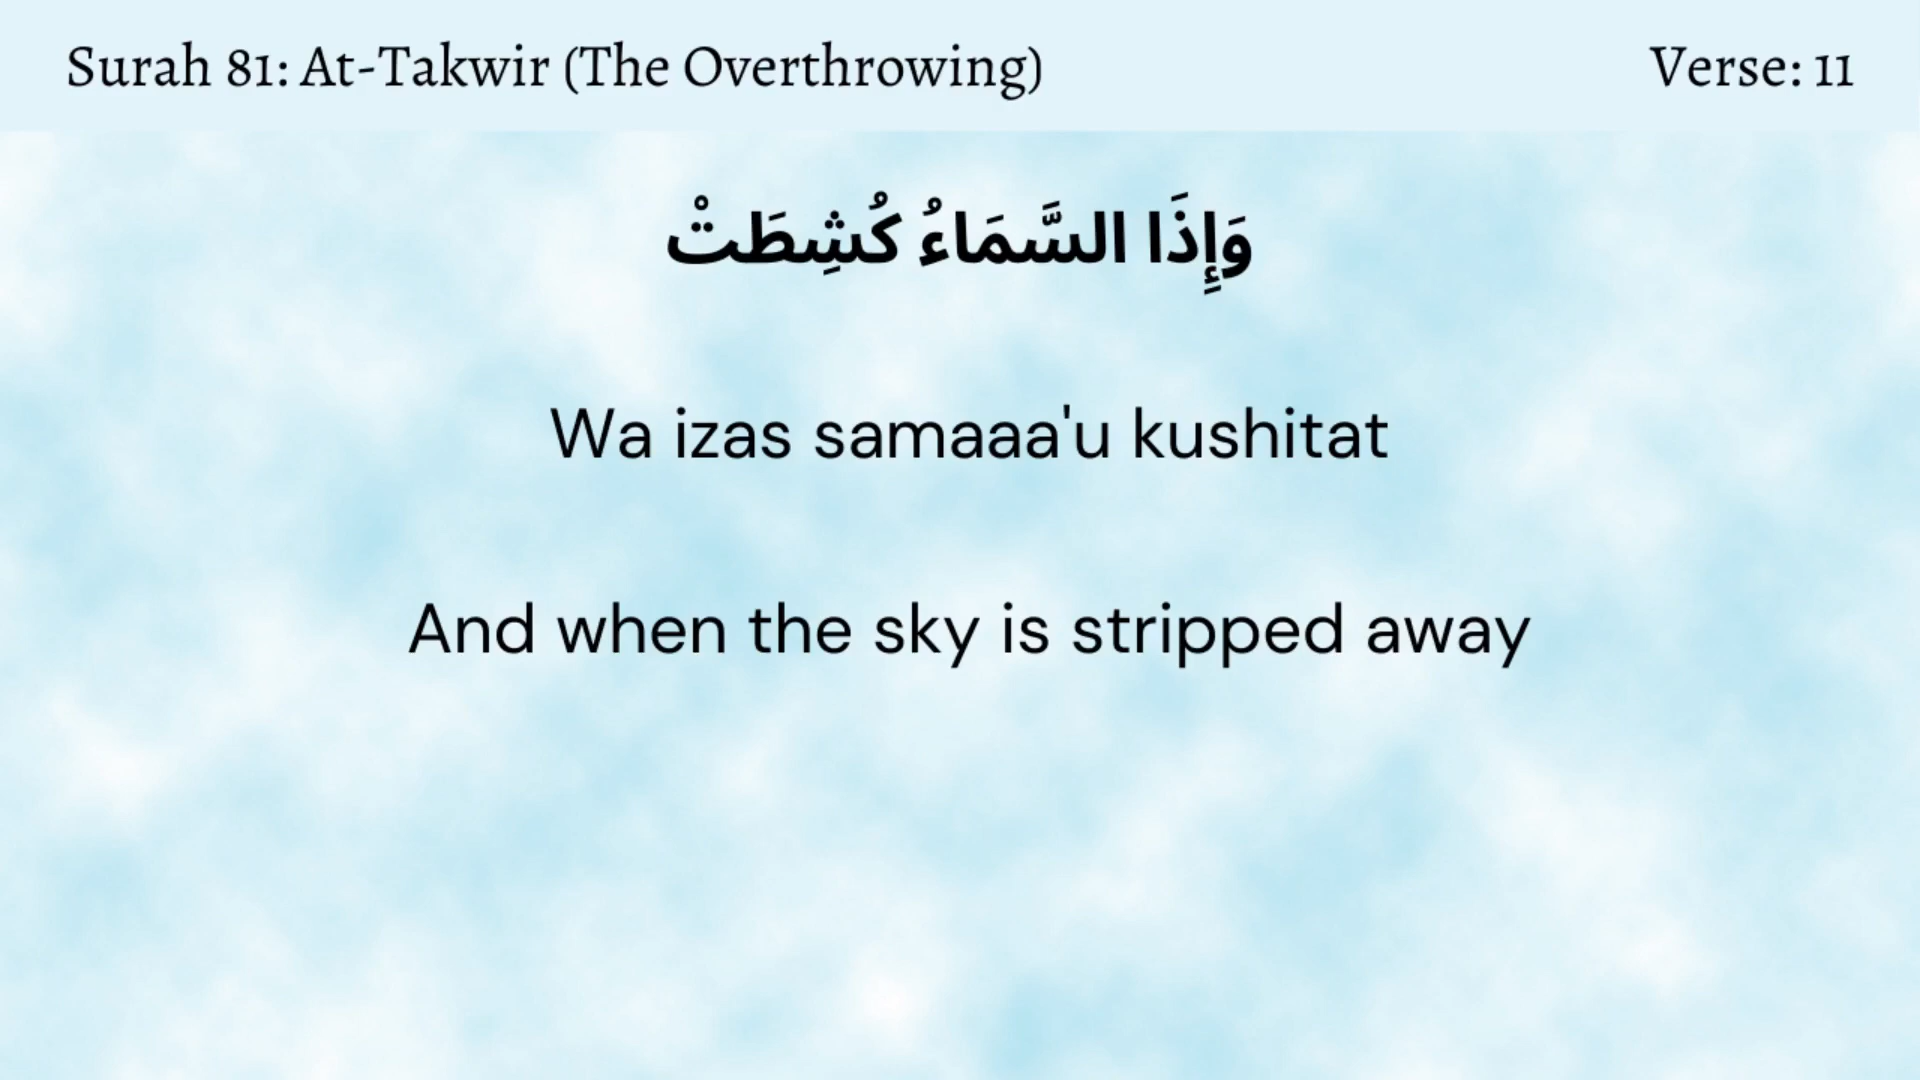 Surah 81: At-Takwir (The Overthrowing)
Verse: 11
وَإِذَا السَّمَاءُ كُشِطَتْ
Wa izas samaaa'u kushitat
And when the sky is stripped away